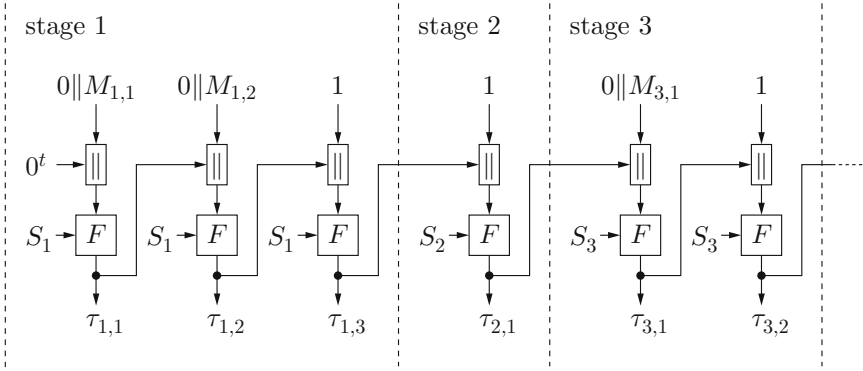 stage 1 stage 2 stage 3
0‖M_{1,1} 0‖M_{1,2} 1 1 0‖M_{3,1} 1
0^t ‖ ‖ ‖ ‖ ‖ ‖
S_1 F S_1 F S_1 F S_2 F S_3 F S_3 F
τ_{1,1} τ_{1,2} τ_{1,3} τ_{2,1} τ_{3,1} τ_{3,2}